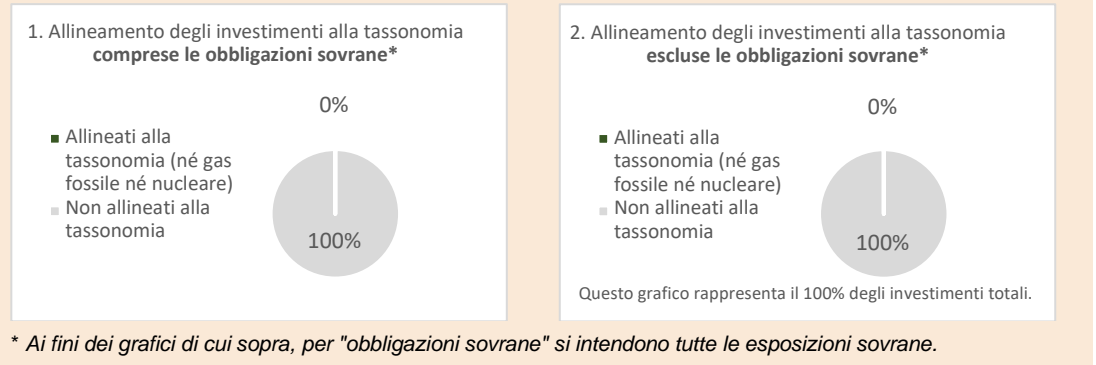 1. Allineamento degli investimenti alla tassonomia
comprese le obbligazioni sovrane*
0%
Allineati alla
tassonomia (né gas
fossile né nucleare)
Non allineati alla
tassonomia
100%
2. Allineamento degli investimenti alla tassonomia
escluse le obbligazioni sovrane*
0%
Allineati alla
tassonomia (né gas
fossile né nucleare)
Non allineati alla
tassonomia
100%
Questo grafico rappresenta il 100% degli investimenti totali.
* Ai fini dei grafici di cui sopra, per "obbligazioni sovrane" si intendono tutte le esposizioni sovrane.